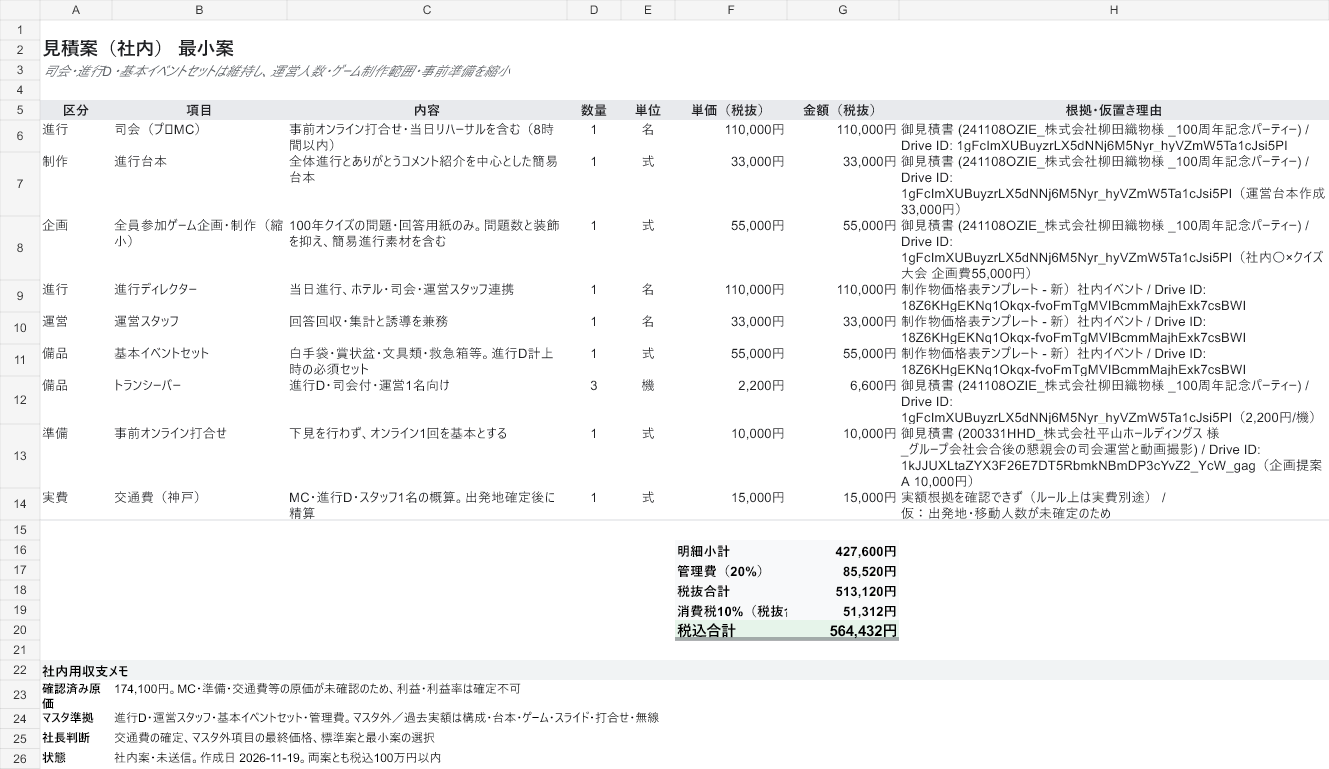 A B C D E F G H
1
2 見積案（社内） 最小案
3 司会・進行D・基本イベントセットは維持し、運営人数・ゲーム制作範囲・事前準備を縮小
4
5 区分 項目 内容 数量 単位 単価（税抜） 金額（税抜） 根拠・仮置き理由
6 進行 司会（プロMC） 事前オンライン打合せ・当日リハーサルを含む（8時 1 名 110,000円 110,000円 御見積書 (241108OZIE_株式会社柳田織物様 _100周年記念パーティー) /
間以内） Drive ID: 1gFcImXUBuyzrLX5dNNj6M5Nyr_hyVZmW5Ta1cJsi5PI
7 制作 進行台本 全体進行とありがとうコメント紹介を中心とした簡易 1 式 33,000円 33,000円 御見積書 (241108OZIE_株式会社柳田織物様 _100周年記念パーティー) /
台本 Drive ID:
1gFcImXUBuyzrLX5dNNj6M5Nyr_hyVZmW5Ta1cJsi5PI（運営台本作成
33,000円）
8 企画 全員参加ゲーム企画・制作（縮 100年クイズの問題・回答用紙のみ。問題数と装飾 1 式 55,000円 55,000円 御見積書 (241108OZIE_株式会社柳田織物様 _100周年記念パーティー) /
小） を抑え、簡易進行素材を含む Drive ID:
1gFcImXUBuyzrLX5dNNj6M5Nyr_hyVZmW5Ta1cJsi5PI（社内〇×クイズ
大会 企画費55,000円）
9 進行 進行ディレクター 当日進行、ホテル・司会・運営スタッフ連携 1 名 110,000円 110,000円 制作物価格表テンプレート - 新）社内イベント / Drive ID:
18Z6KHgEKNq1Okqx-fvoFmTgMVIBcmmMajhExk7csBWI
10 運営 運営スタッフ 回答回収・集計と誘導を兼務 1 名 33,000円 33,000円 制作物価格表テンプレート - 新）社内イベント / Drive ID:
18Z6KHgEKNq1Okqx-fvoFmTgMVIBcmmMajhExk7csBWI
11 備品 基本イベントセット 白手袋・賞状盆・文具類・救急箱等。進行D計上 1 式 55,000円 55,000円 制作物価格表テンプレート - 新）社内イベント / Drive ID:
時の必須セット 18Z6KHgEKNq1Okqx-fvoFmTgMVIBcmmMajhExk7csBWI
12 備品 トランシーバー 進行D・司会付・運営1名向け 3 機 2,200円 6,600円 御見積書 (241108OZIE_株式会社柳田織物様 _100周年記念パーティー) /
Drive ID:
1gFcImXUBuyzrLX5dNNj6M5Nyr_hyVZmW5Ta1cJsi5PI（2,200円/機）
13 準備 事前オンライン打合せ 下見を行わず、オンライン1回を基本とする 1 式 10,000円 10,000円 御見積書 (200331HHD_株式会社平山ホールディングス 様
_グループ会社会合後の懇親会の司会運営と動画撮影) / Drive ID:
1kJJUXLtaZYX3F26E7DT5RbmkNBmDP3cYvZ2_YcW_gag（企画提案
A 10,000円）
14 実費 交通費（神戸） MC・進行D・スタッフ1名の概算。出発地確定後に 1 式 15,000円 15,000円 実額根拠を確認できず（ルール上は実費別途） /
精算 仮：出発地・移動人数が未確定のため
15
16 明細小計 427,600円
17 管理費（20%） 85,520円
18 税抜合計 513,120円
19 消費税10%（税抜 51,312円
20 税込合計 564,432円
21
22 社内用収支メモ
23 確認済み原 174,100円。MC・準備・交通費等の原価が未確認のため、利益・利益率は確定不可
価
24 マスタ準拠 進行D・運営スタッフ・基本イベントセット・管理費。マスタ外／過去実額は構成・台本・ゲーム・スライド・打合せ・無線
25 社長判断 交通費の確定、マスタ外項目の最終価格、標準案と最小案の選択
26 状態 社内案・未送信。作成日 2026-11-19。両案とも税込100万円以内